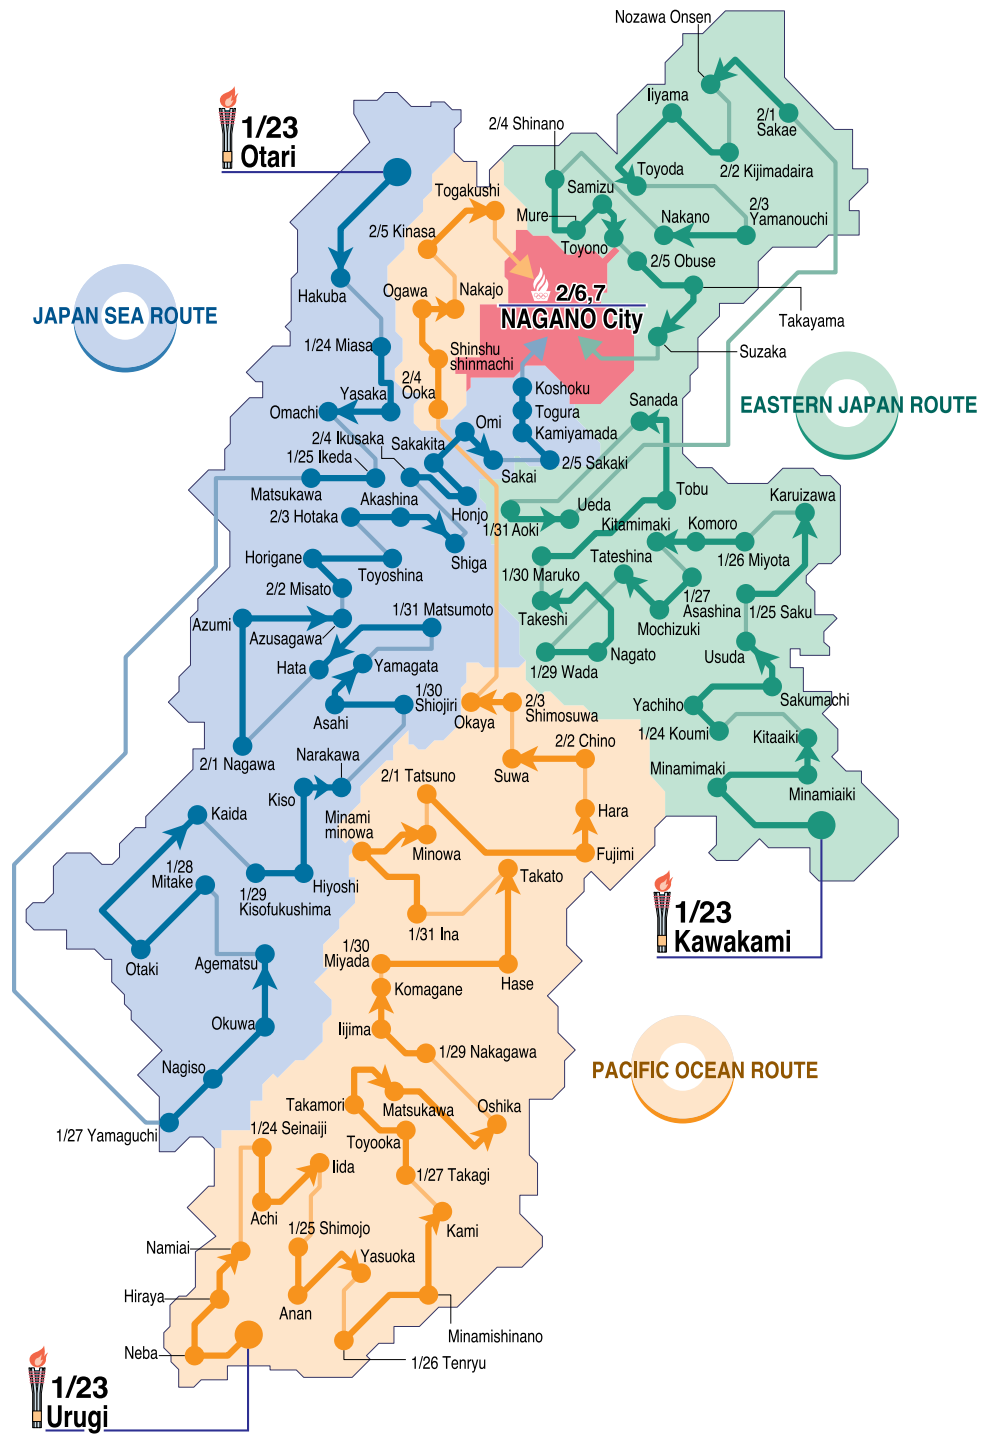 Nozawa Onsen
Iiyama
2/1
Sakae
2/4 Shinano
2/2 Kijimadaira
Toyoda
1/23
Otari
Samizu
Togakushi
2/3
Yamanouchi
Mure
Nakano
2/5 Kinasa
Toyono
2/5 Obuse
Hakuba
Ogawa
Nakajo
2/6,7
NAGANO City
Takayama
JAPAN SEA ROUTE
1/24 Miasa
Shinshu
shinmachi
Suzaka
2/4
Ooka
Koshoku
Yasaka
Omachi
Togura
Sanada
EASTERN JAPAN ROUTE
Omi
Kamiyamada
2/4 Ikusaka
Sakakita
1/25 Ikeda
Sakai
2/5 Sakaki
Matsukawa
Akashina
Honjo
Tobu
Karuizawa
Ueda
2/3 Hotaka
1/31 Aoki
Kitamimaki
Komoro
Horigane
Toyoshina
Shiga
Tateshina
1/26 Miyota
1/30 Maruko
2/2 Misato
1/27
Asashina
1/25 Saku
Takeshi
Mochizuki
Azumi
1/31 Matsumoto
Azusagawa
Hata
Yamagata
Nagato
Usuda
1/29 Wada
1/30
Shiojiri
Asahi
Okaya
2/3
Shimosuwa
Yachiho
Sakumachi
1/24 Koumi
Kitaaiki
2/1 Nagawa
Narakawa
2/2 Chino
Suwa
Minamimaki
2/1 Tatsuno
Kiso
Minamiaiki
Kaida
Minami
minowa
Hara
Minowa
Fujimi
1/28
Mitake
1/29
Kisofukushima
Hiyoshi
Takato
1/31 Ina
1/23
Kawakami
1/30
Miyada
Otaki
Agematsu
Hase
Komagane
Okuwa
Iijima
1/29 Nakagawa
Nagiso
PACIFIC OCEAN ROUTE
Takamori
Matsukawa
Oshika
1/27 Yamaguchi
1/24 Seinaiji
Toyooka
Iida
1/27 Takagi
Achi
1/25 Shimojo
Kami
Namiai
Yasuoka
Hiraya
Anan
Minamishinano
Neba
1/26 Tenryu
1/23
Urugi